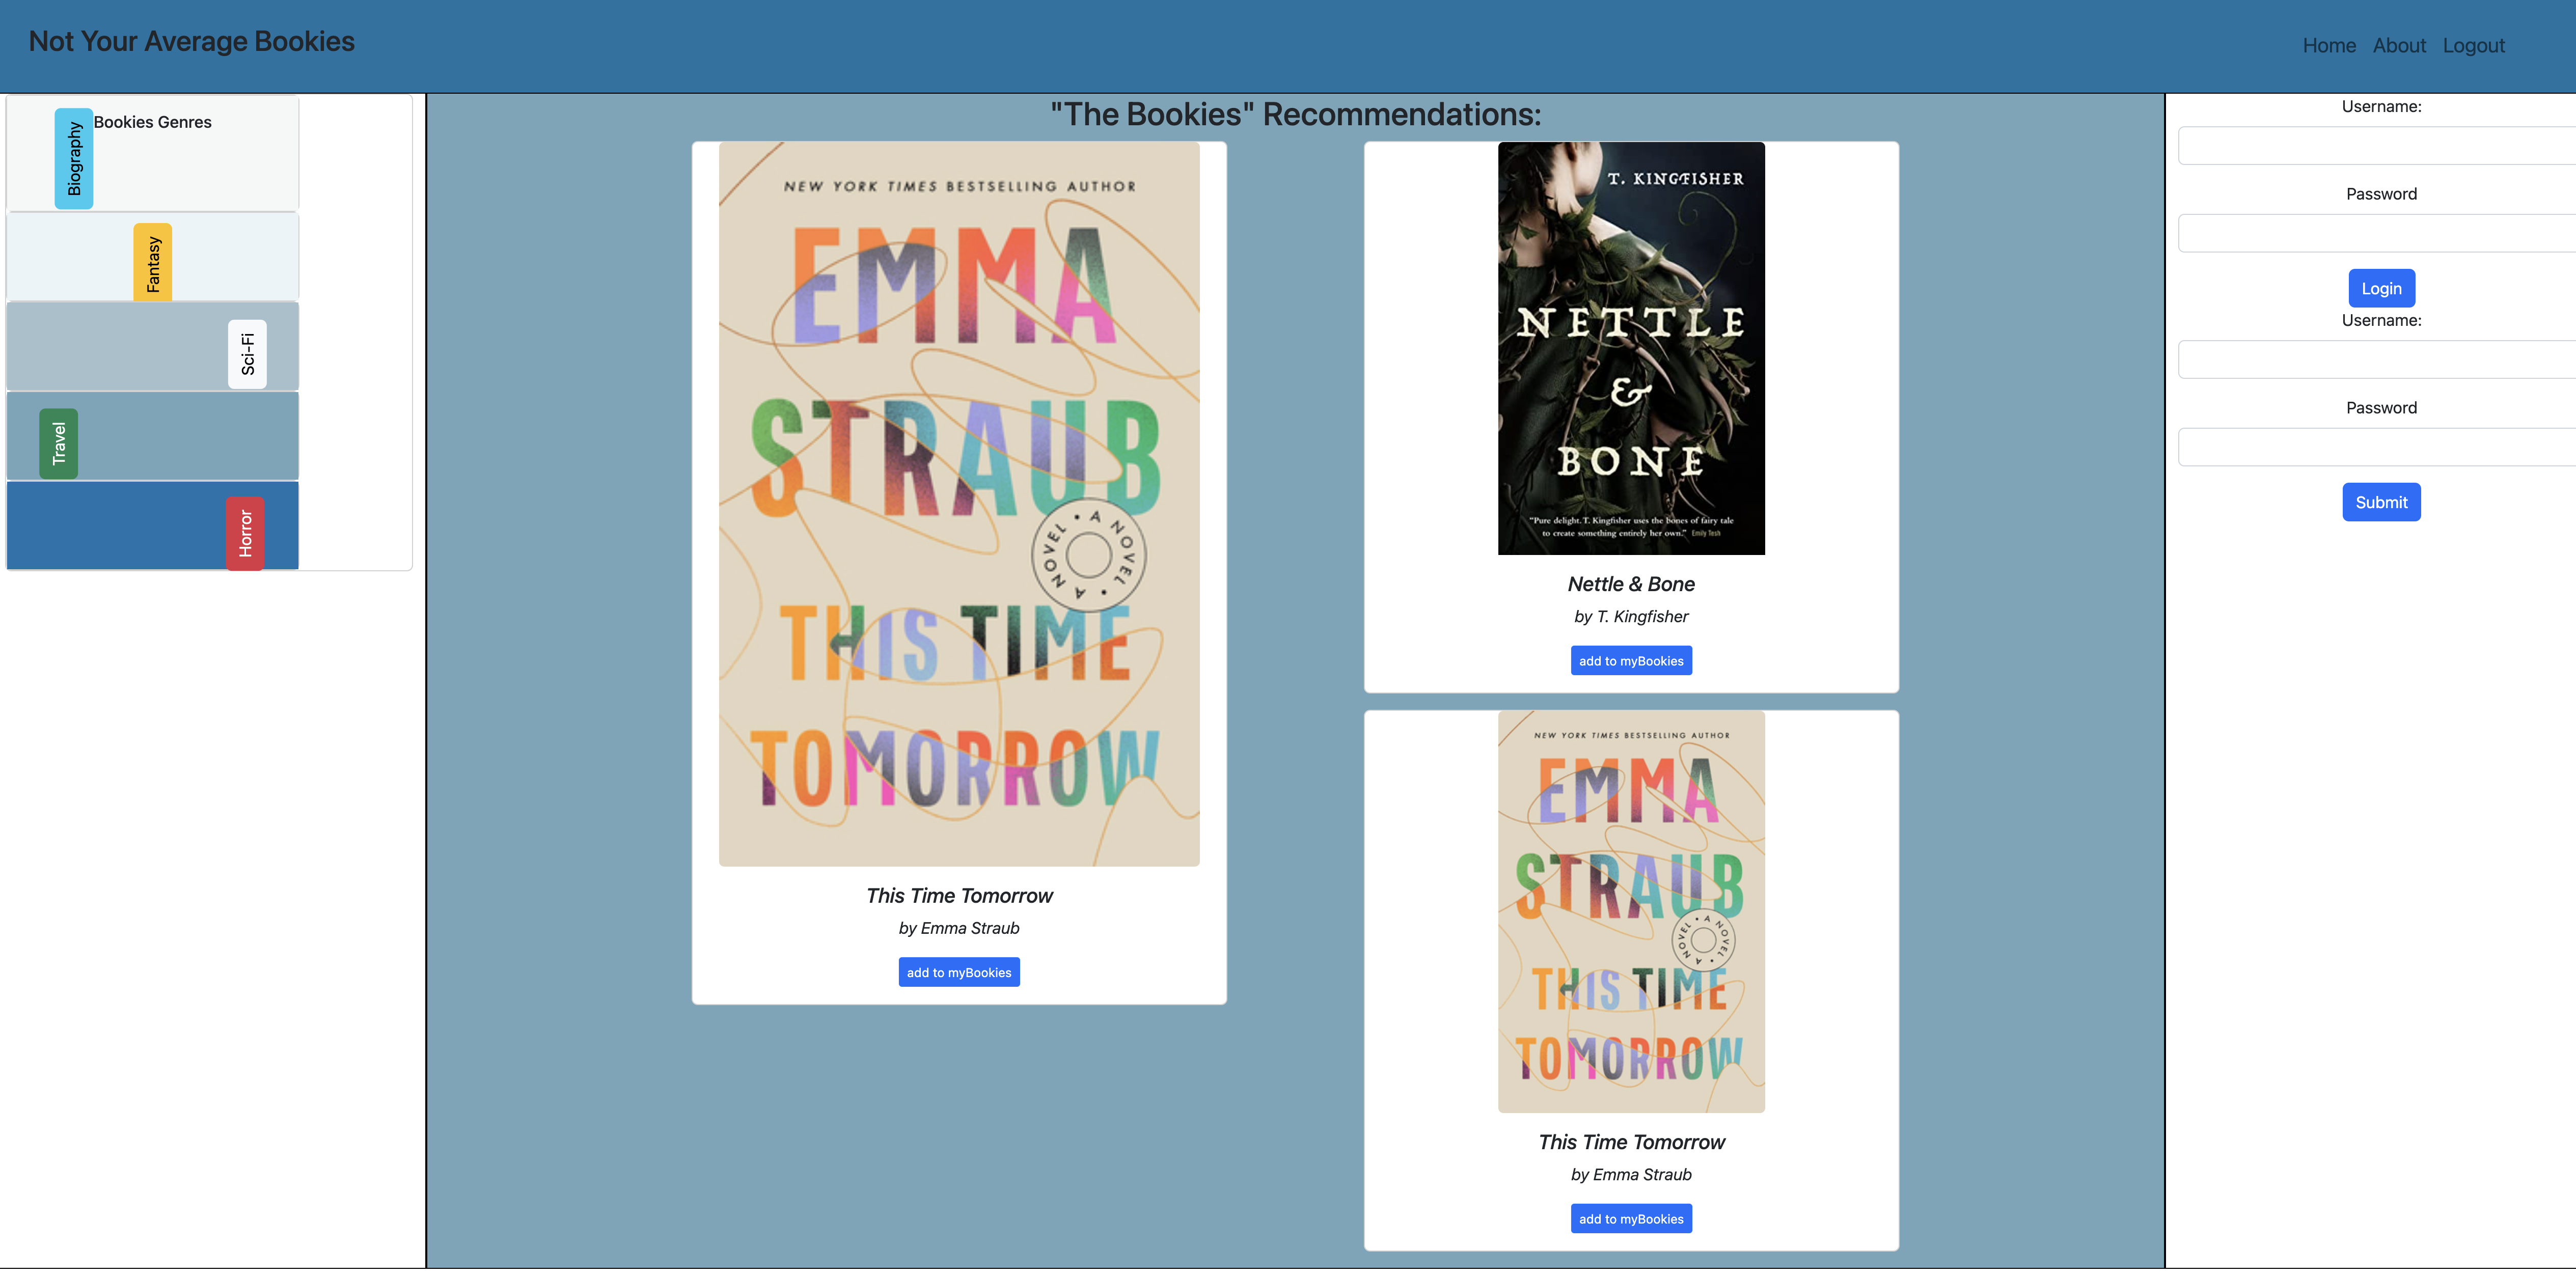 Not Your Average Bookies
Home About Logout
Bookies Genres
Biography
Fantasy
Sci-Fi
Travel
Horror
"The Bookies" Recommendations:
NEW YORK TIMES BESTSELLING AUTHOR
EMMA
STRAUB
A NOVEL • A NOVEL •
THIS TIME
TOMORROW
This Time Tomorrow
by Emma Straub
add to myBookies
T. KINGFISHER
NETTLE
&
BONE
"Pure delight. T. Kingfisher uses the bones of fairy tale
to create something entirely her own." Emily Tesh
Nettle & Bone
by T. Kingfisher
add to myBookies
NEW YORK TIMES BESTSELLING AUTHOR
EMMA
STRAUB
A NOVEL • A NOVEL •
THIS TIME
TOMORROW
This Time Tomorrow
by Emma Straub
add to myBookies
Username:
Password
Login
Username:
Password
Submit